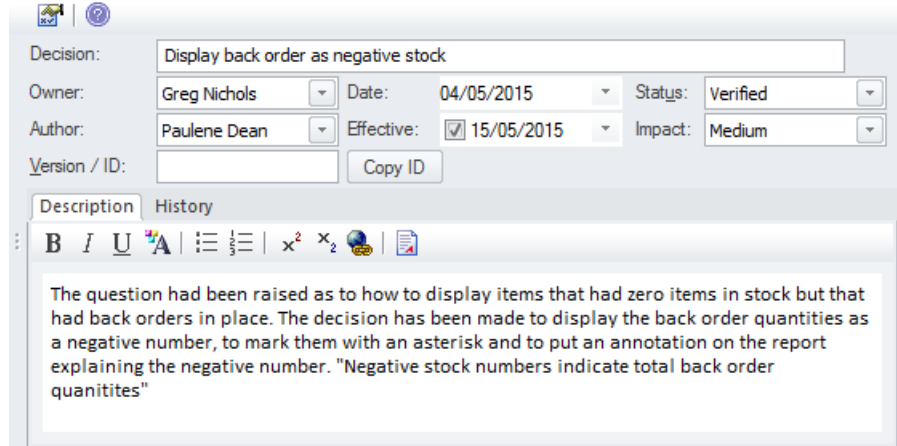 Decision: Display back order as negative stock
Owner: Greg Nichols Date: 04/05/2015 Status: Verified
Author: Paulene Dean Effective: 15/05/2015 Impact: Medium
Version / ID: Copy ID
Description History
B I U A x² x₂
The question had been raised as to how to display items that had zero items in stock but that
had back orders in place. The decision has been made to display the back order quantities as
a negative number, to mark them with an asterisk and to put an annotation on the report
explaining the negative number. "Negative stock numbers indicate total back order
quanitites"